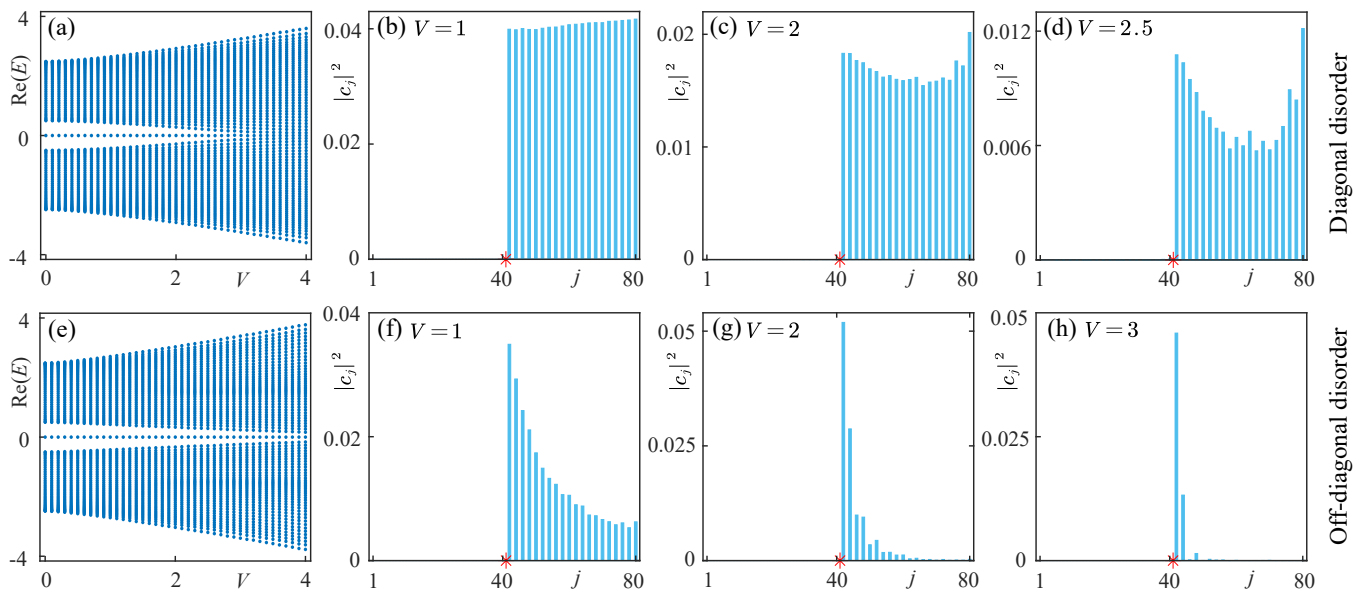 (a)
4
0
-4
Re(E)
0
2
V
4
(b) V = 1
0.04
0.02
0
|c_j|²
1
40
j
80
(c) V = 2
0.02
0.01
0
|c_j|²
1
40
j
80
(d) V = 2.5
0.012
0.006
0
|c_j|²
1
40
j
80
Diagonal disorder
(e)
4
0
-4
Re(E)
0
2
V
4
(f) V = 1
0.04
0.02
0
|c_j|²
1
40
j
80
(g) V = 2
0.05
0.025
0
|c_j|²
1
40
j
80
(h) V = 3
0.05
0.025
0
|c_j|²
1
40
j
80
Off-diagonal disorder